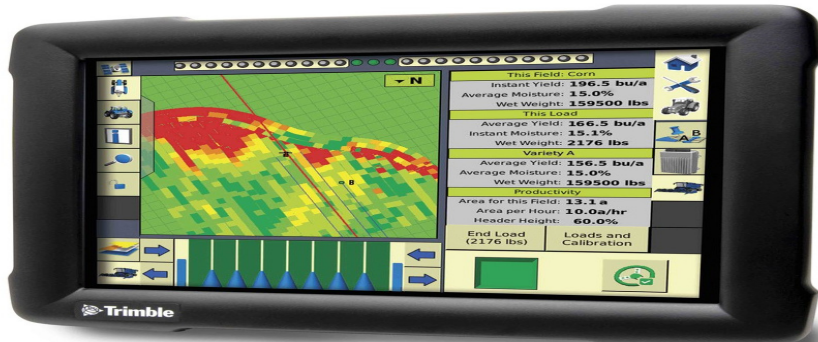 N
This Field: Corn
Instant Yield: 196.5 bu/a
Average Moisture: 15.0%
Wet Weight: 159500 lbs
This Load
Average Yield: 166.5 bu/a
Instant Moisture: 15.1%
Wet Weight: 2176 lbs
Variety A
Average Yield: 156.5 bu/a
Average Moisture: 15.0%
Wet Weight: 159500 lbs
Productivity
Area for this Field: 13.1a
Area per Hour: 10.0a/hr
Header Height: 60.0%
End Load
(2176 lbs)
Loads and
Calibration
A B
B
Trimble